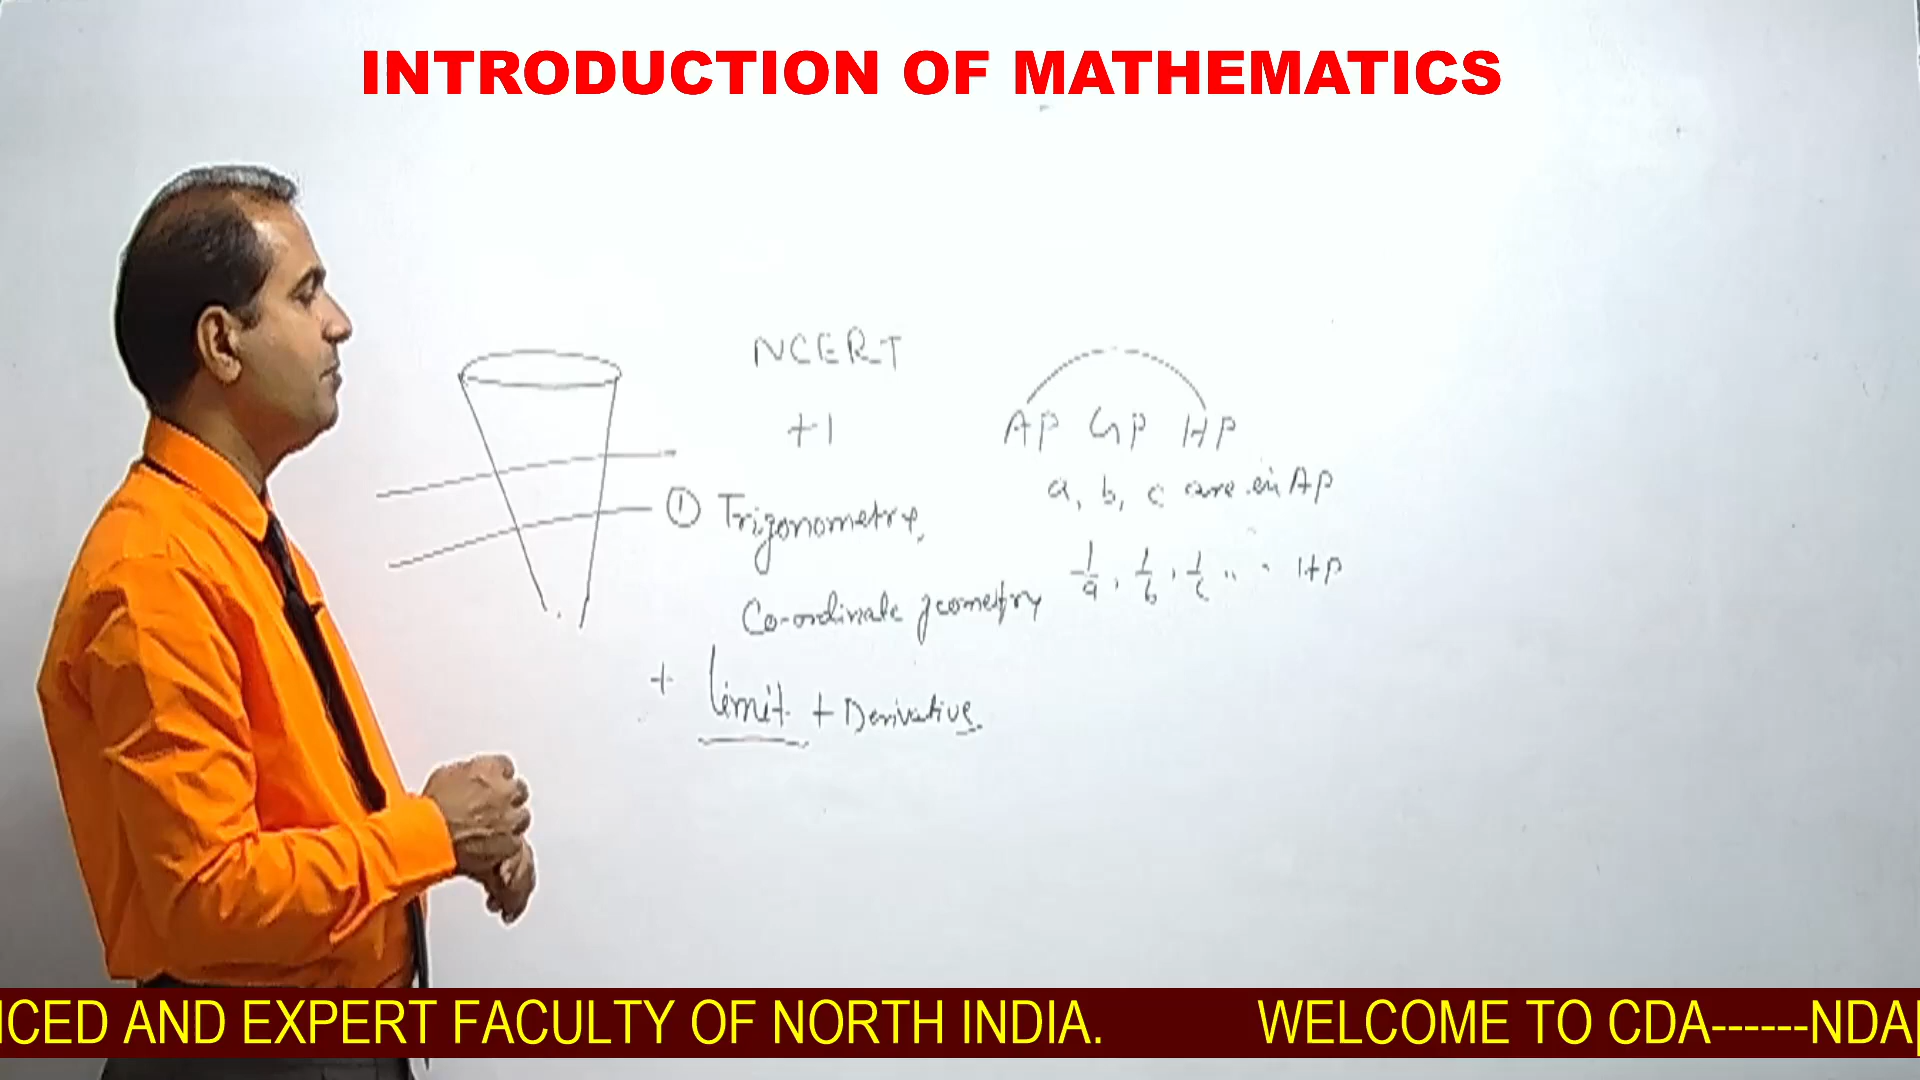 INTRODUCTION OF MATHEMATICS
NCERT
+1
① Trigonometry,
Co-ordinate geometry
+ limit + Derivative
AP GP HP
a, b, c are in AP
1/a, 1/b, 1/c " " HP
ICED AND EXPERT FACULTY OF NORTH INDIA. WELCOME TO CDA------NDA|